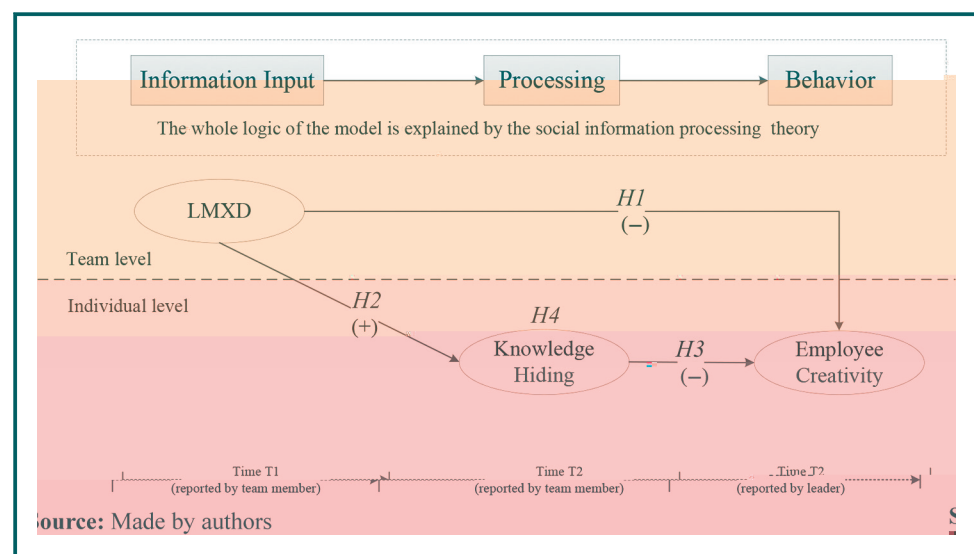 Information Input
Processing
Behavior
The whole logic of the model is explained by the social information processing theory
LMXD
H1
(−)
Team level
Individual level
H2
(+)
H4
Knowledge
Hiding
H3
(−)
Employee
Creativity
Time T1
(reported by team member)
Time T2
(reported by team member)
Time T2
(reported by leader)
ource: Made by authors
S